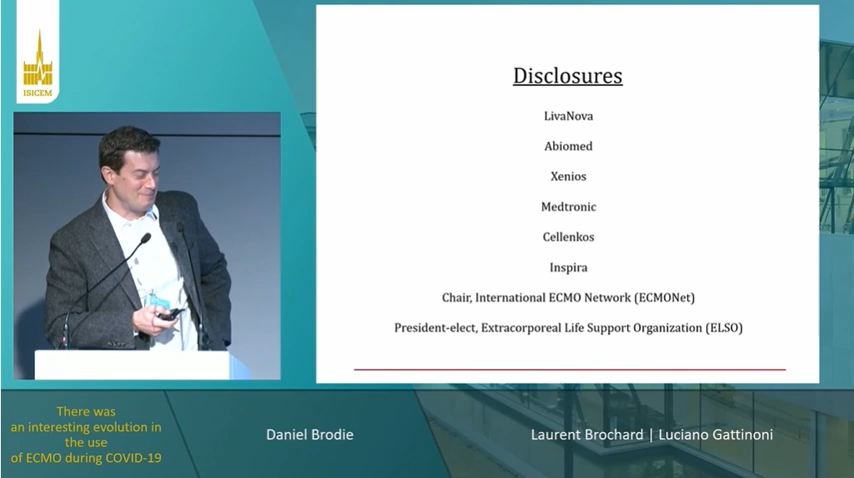 ISICEM
Disclosures
LivaNova
Abiomed
Xenios
Medtronic
Cellenkos
Inspira
Chair, International ECMO Network (ECMONet)
President-elect, Extracorporeal Life Support Organization (ELSO)
There was
an interesting evolution in
the use
of ECMO during COVID-19
Daniel Brodie
Laurent Brochard | Luciano Gattinoni